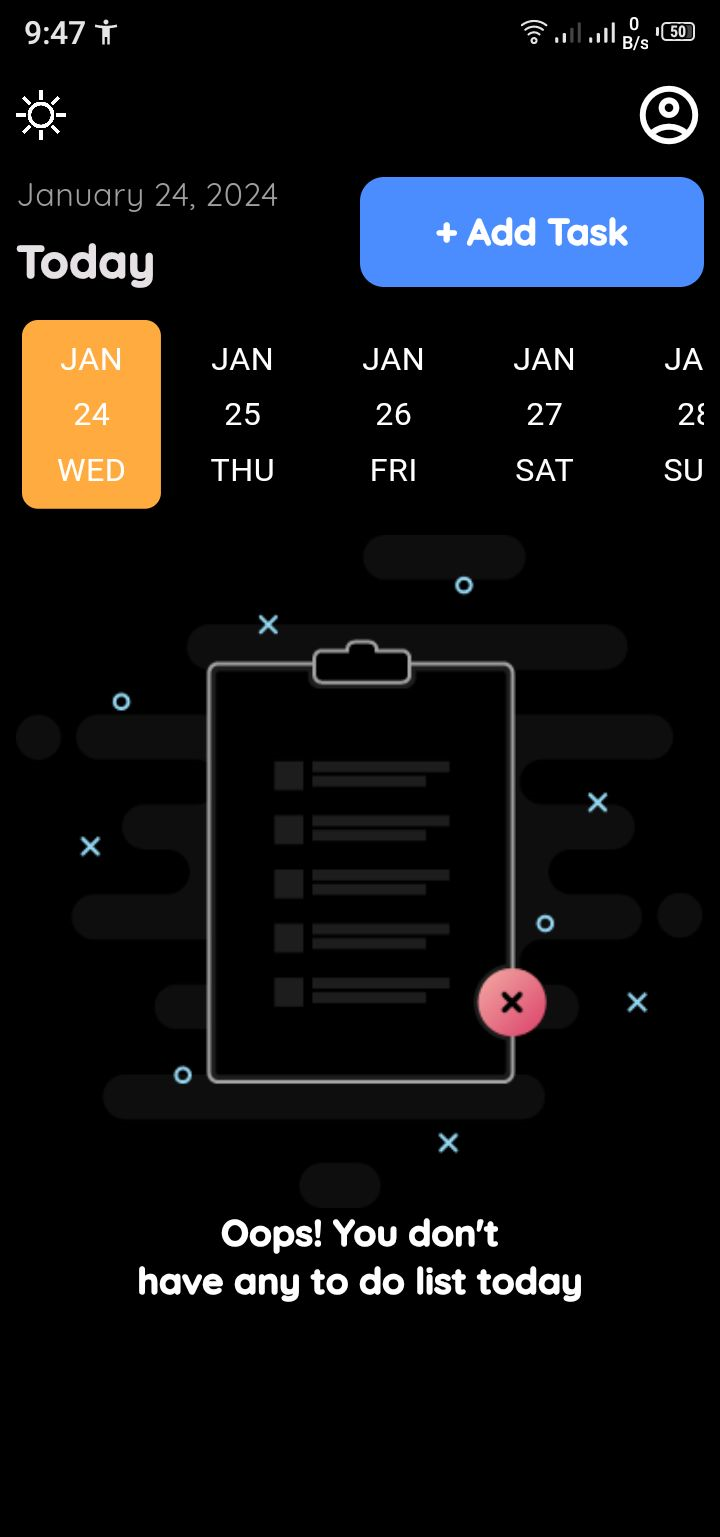 9:47
0
B/s
50
January 24, 2024
Today
+ Add Task
JAN JAN JAN JAN JA
24 25 26 27 28
WED THU FRI SAT SU
Oops! You don't
have any to do list today